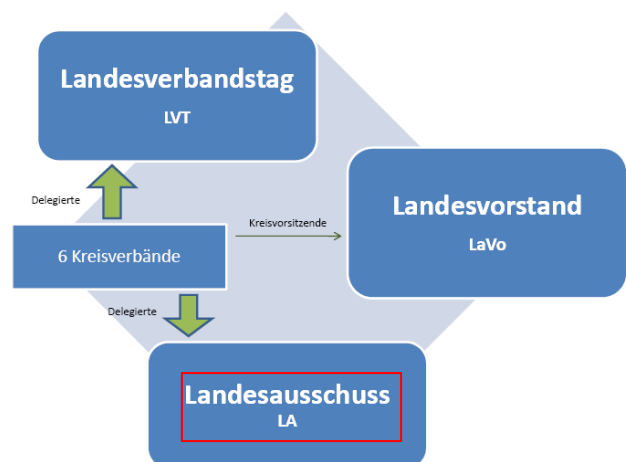 Landesverbandstag
LVT
Delegierte
Landesvorstand
LaVo
Kreisvorsitzende
6 Kreisverbände
Delegierte
Landesausschuss
LA